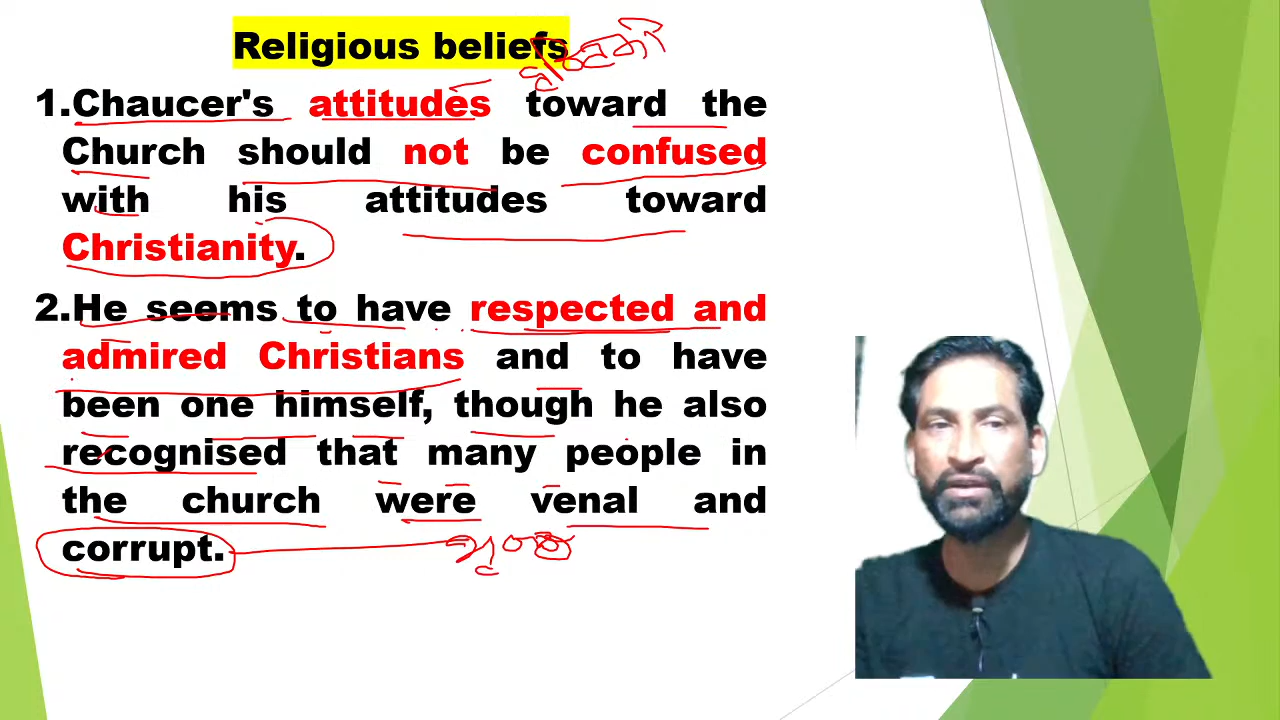 Religious beliefs
1.Chaucer's attitudes toward the
Church should not be confused
with his attitudes toward
Christianity.
2.He seems to have respected and
admired Christians and to have
been one himself, though he also
recognised that many people in
the church were venal and
corrupt.